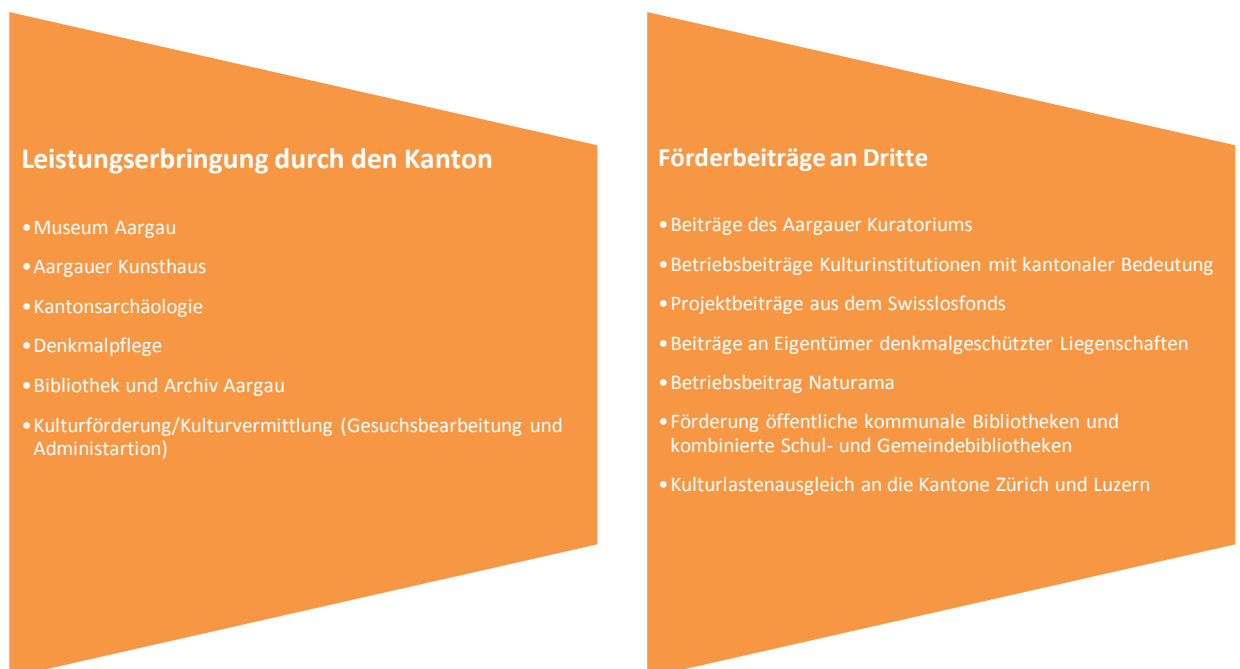 Leistungserbringung durch den Kanton
•Museum Aargau
•Aargauer Kunsthaus
•Kantonsarchäologie
•Denkmalpflege
•Bibliothek und Archiv Aargau
•Kulturförderung/Kulturvermittlung (Gesuchsbearbeitung und
Administartion)
Förderbeiträge an Dritte
•Beiträge des Aargauer Kuratoriums
•Betriebsbeiträge Kulturinstitutionen mit kantonaler Bedeutung
•Projektbeiträge aus dem Swisslosfonds
•Beiträge an Eigentümer denkmalgeschützter Liegenschaften
•Betriebsbeitrag Naturama
•Förderung öffentliche kommunale Bibliotheken und
kombinierte Schul- und Gemeindebibliotheken
•Kulturlastenausgleich an die Kantone Zürich und Luzern